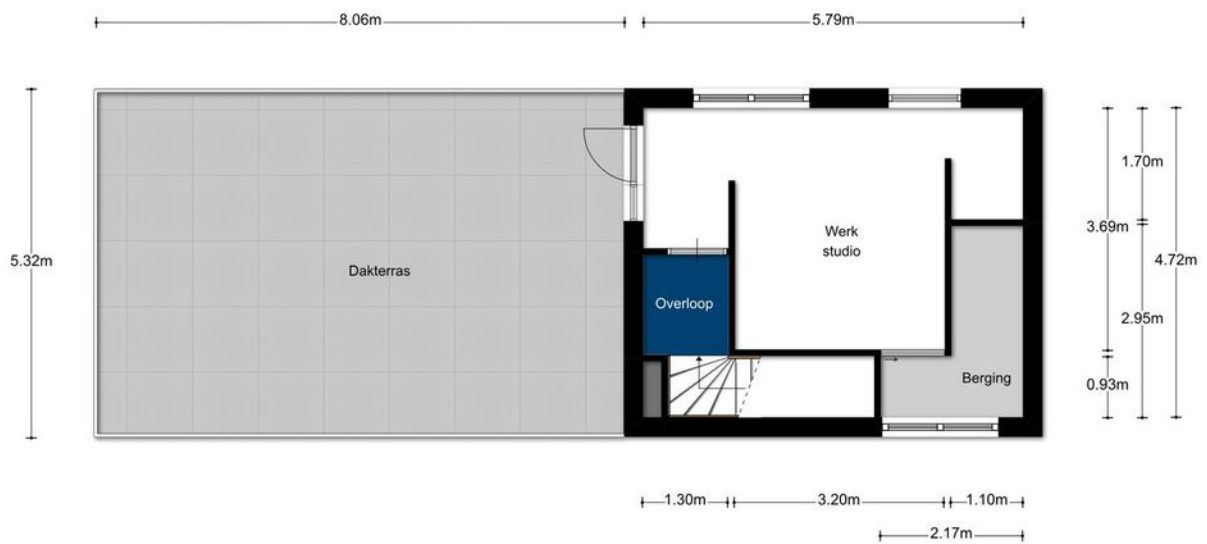 8.06m
5.79m
1.70m
3.69m
5.32m
Dakterras
Werk
studio
4.72m
Overloop
2.95m
Berging
0.93m
1.30m
3.20m
1.10m
2.17m